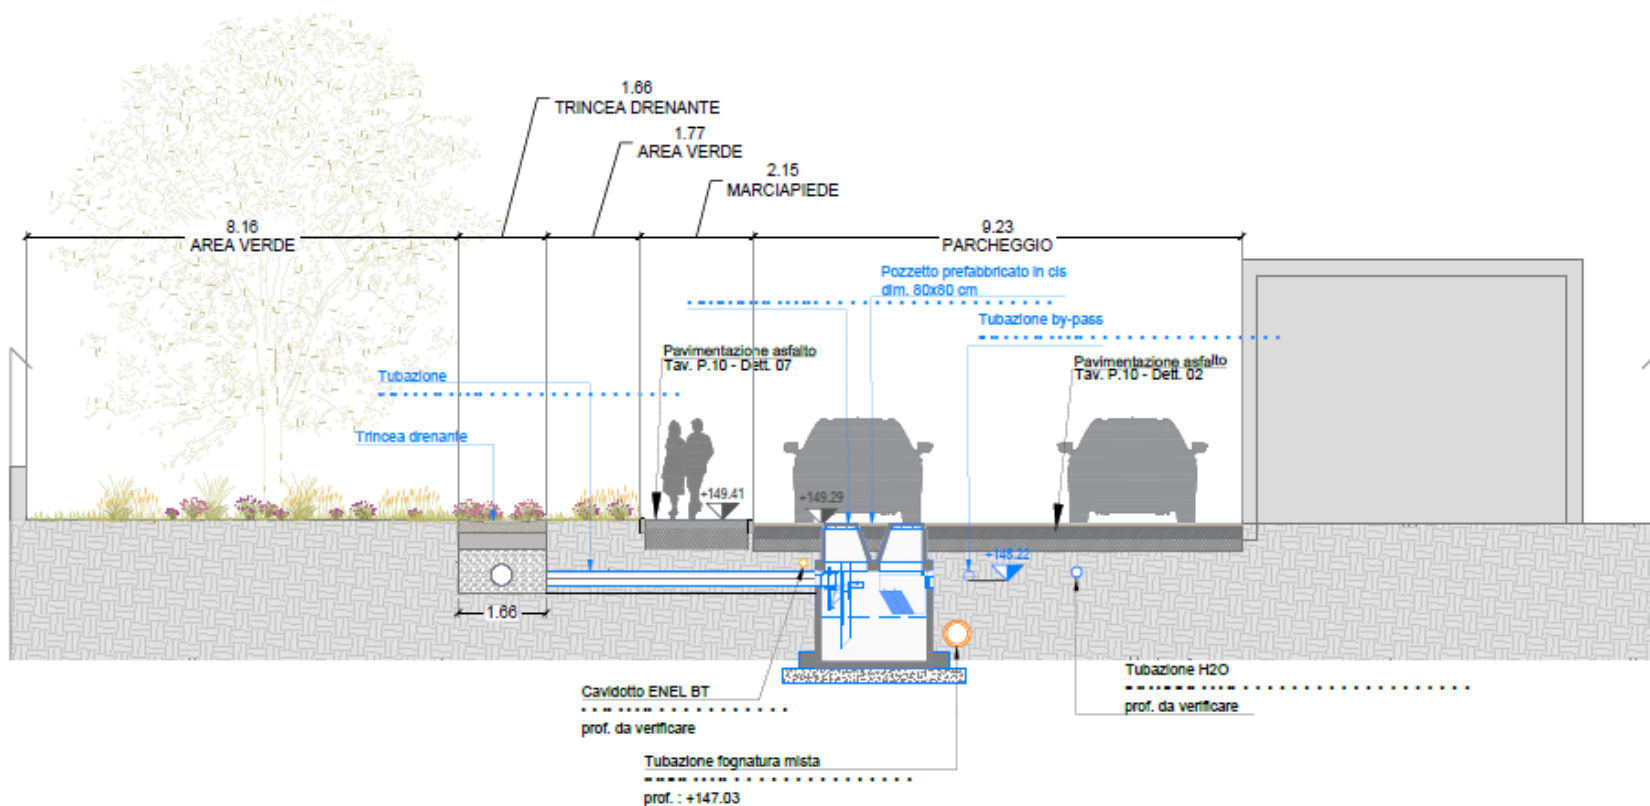 1.66
TRINCEA DRENANTE
1.77
AREA VERDE
2.15
MARCIAPIEDE
8.16
AREA VERDE
9.23
PARCHEGGIO
Pozzetto prefabbricato in cls
dim. 80x80 cm
Tubazione by-pass
Pavimentazione asfalto
Tav. P.10 - Dett. 07
Pavimentazione asfalto
Tav. P.10 - Dett. 02
Tubazione
Trincea drenante
+149.41
+149.29
+148.22
1.66
Cavidotto ENEL BT
prof. da verificare
Tubazione H2O
prof. da verificare
Tubazione fognatura mista
prof. : +147.03